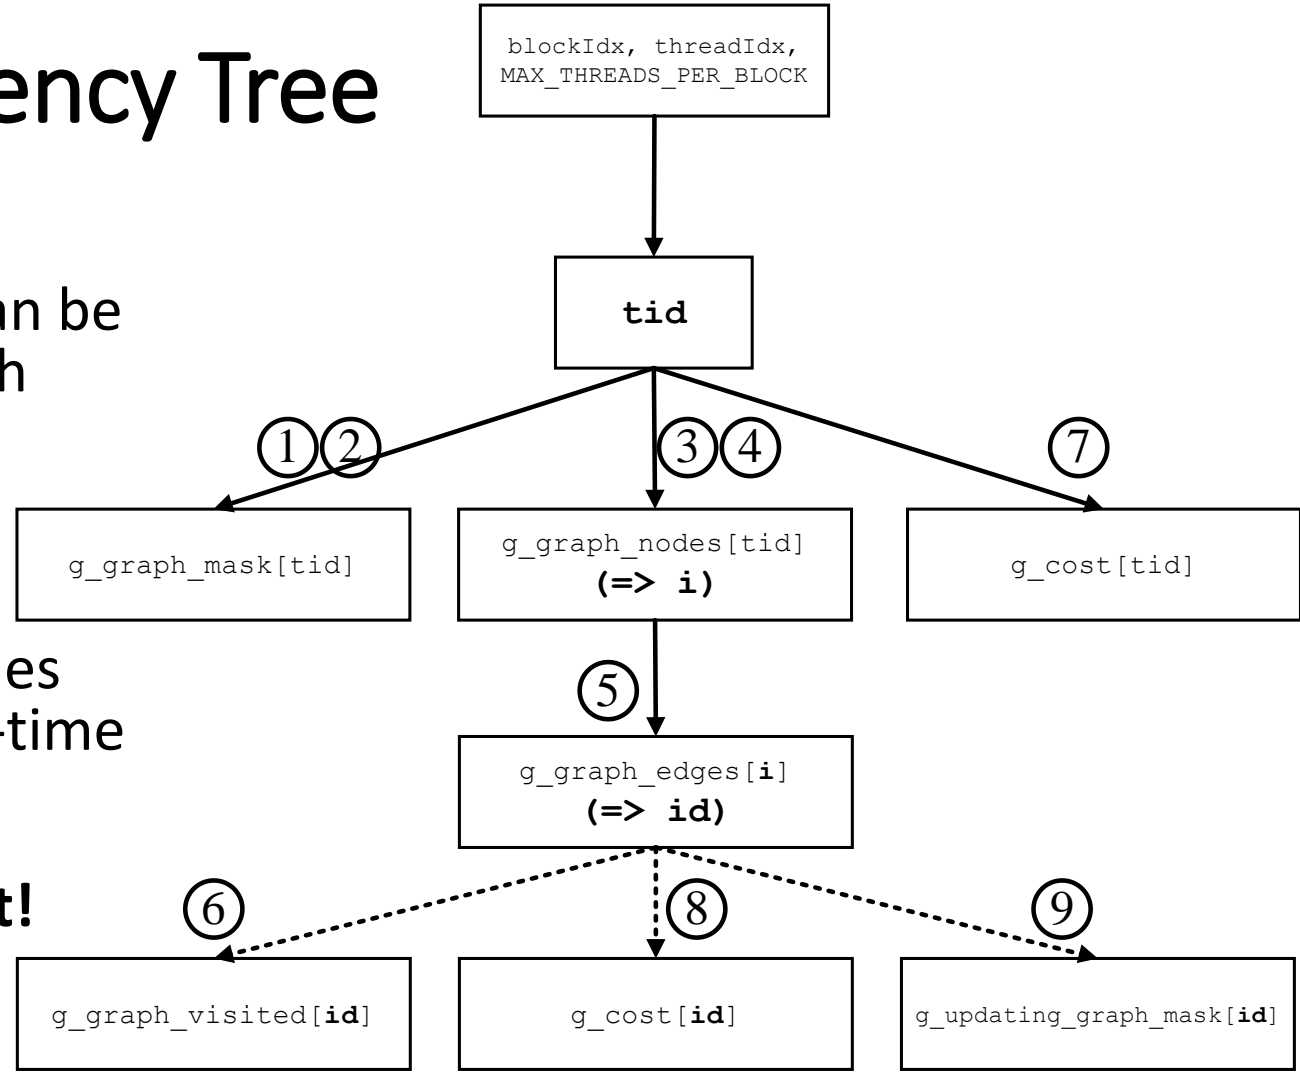 blockIdx, threadIdx,
MAX_THREADS_PER_BLOCK
ency Tree
tid
an be
h
1 2 3 4 7
g_graph_mask[tid]
g_graph_nodes[tid]
(=> i)
g_cost[tid]
es
-time
5
g_graph_edges[i]
(=> id)
t!
6 8 9
g_graph_visited[id]
g_cost[id]
g_updating_graph_mask[id]